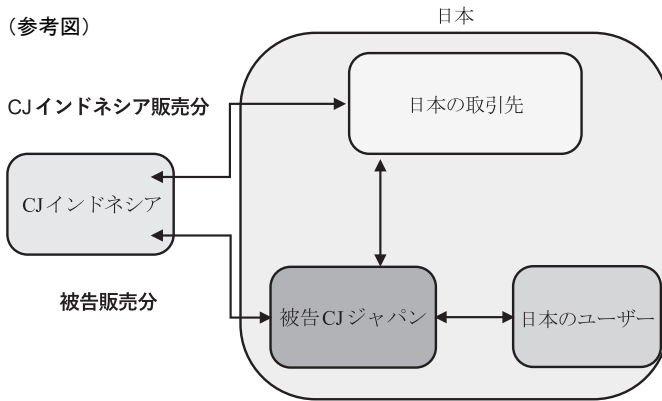 （参考図）
日本
日本の取引先
CJインドネシア販売分
CJインドネシア
被告販売分
被告CJジャパン
日本のユーザー